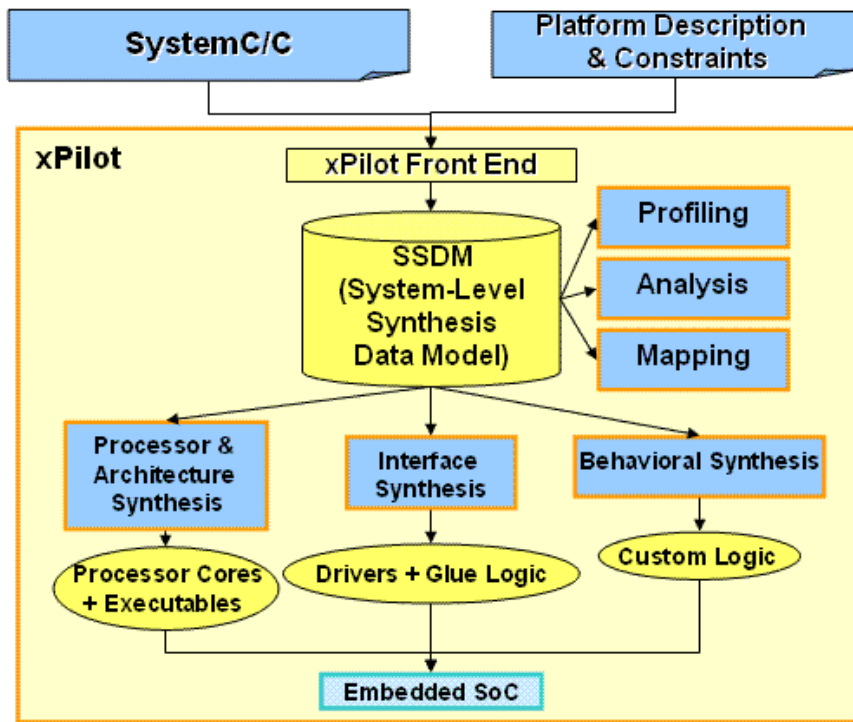 SystemC/C
Platform Description
& Constraints
xPilot
xPilot Front End
SSDM
(System-Level
Synthesis
Data Model)
Profiling
Analysis
Mapping
Processor &
Architecture
Synthesis
Interface
Synthesis
Behavioral Synthesis
Processor Cores
+ Executables
Drivers + Glue Logic
Custom Logic
Embedded SoC